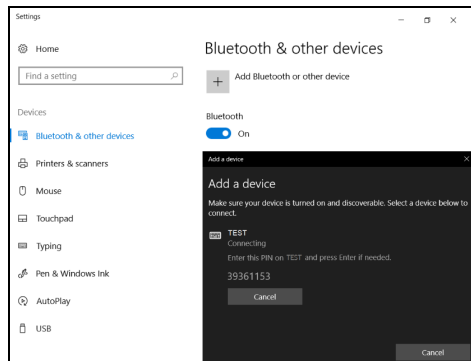 Settings
Home
Find a setting
Devices
Bluetooth & other devices
Printers & scanners
Mouse
Touchpad
Typing
Pen & Windows Ink
AutoPlay
USB
Bluetooth & other devices
Add Bluetooth or other device
Bluetooth
On
Add a device
Add a device
Make sure your device is turned on and discoverable. Select a device below to
connect.
TEST
Connecting
Enter this PIN on TEST and press Enter if needed.
39361153
Cancel
Cancel